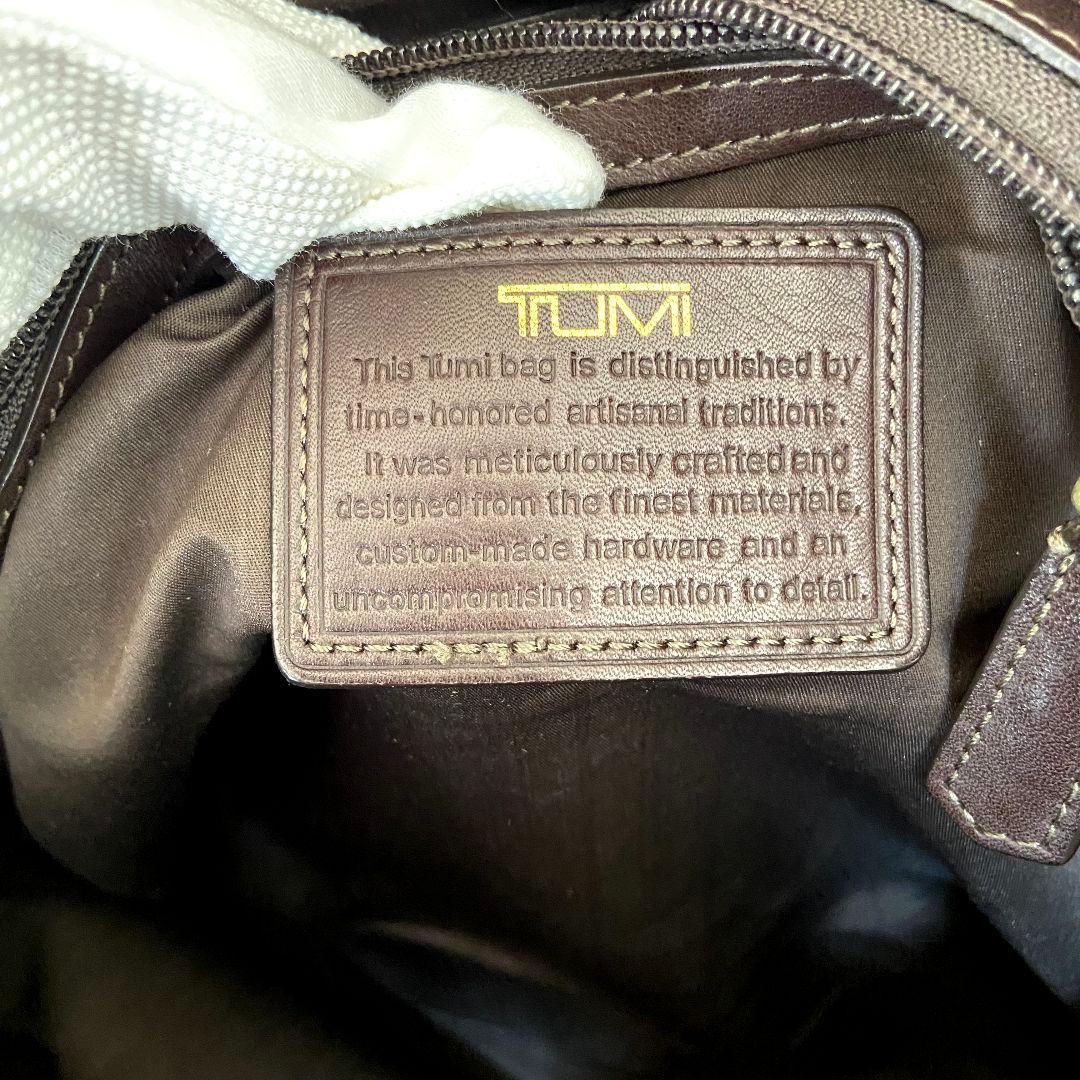 TUMI
This Tumi bag is distinguished by
time-honored artisanal traditions.
It was meticulously crafted and
designed from the finest materials,
custom-made hardware and an
uncompromising attention to detail.